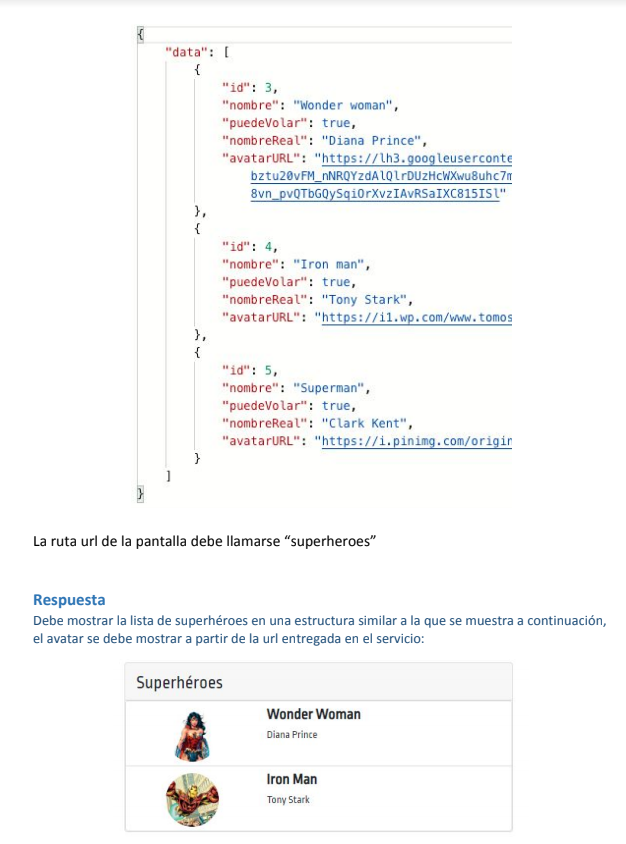 {
"data": [
{
"id": 3,
"nombre": "Wonder woman",
"puedeVolar": true,
"nombreReal": "Diana Prince",
"avatarURL": "https://lh3.googleuserconte
bztu20vFM_nNRQYzdAlQlrDUzHcWXwu8uhc7m
8vn_pvQTbGQySqiOrXvzIAvRSaIXC815ISl"
},
{
"id": 4,
"nombre": "Iron man",
"puedeVolar": true,
"nombreReal": "Tony Stark",
"avatarURL": "https://i1.wp.com/www.tomos
},
{
"id": 5,
"nombre": "Superman",
"puedeVolar": true,
"nombreReal": "Clark Kent",
"avatarURL": "https://i.pinimg.com/origin
}
]
}
La ruta url de la pantalla debe llamarse “superheroes”
Respuesta
Debe mostrar la lista de superhéroes en una estructura similar a la que se muestra a continuación,
el avatar se debe mostrar a partir de la url entregada en el servicio:
Superhéroes
Wonder Woman
Diana Prince
Iron Man
Tony Stark